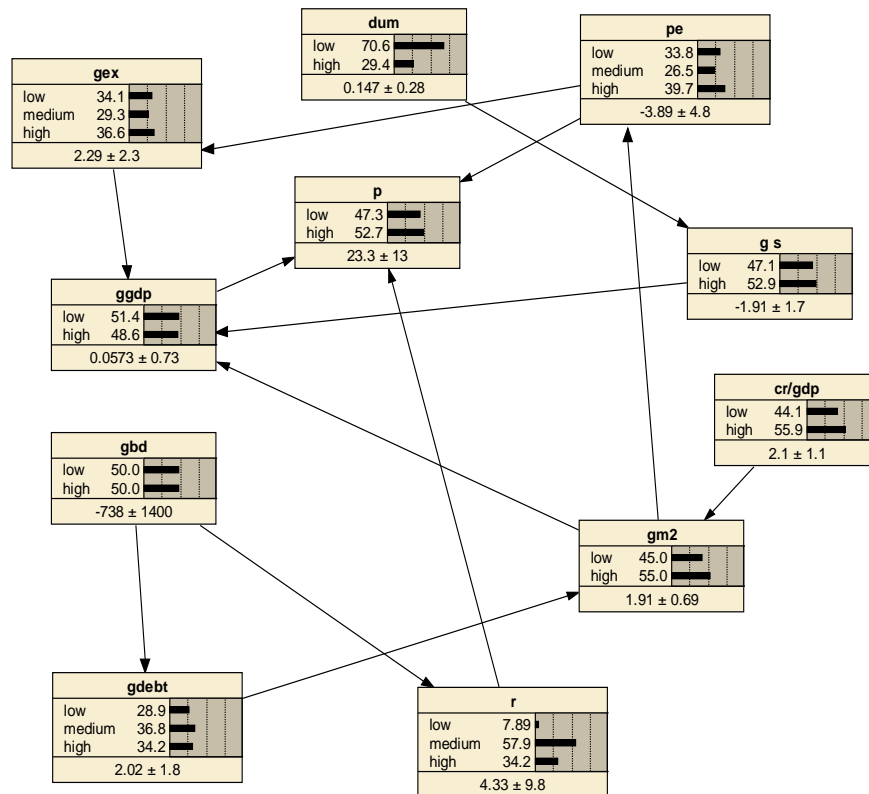 dum
low 70.6
high 29.4
0.147 ± 0.28
pe
low 33.8
medium 26.5
high 39.7
-3.89 ± 4.8
gex
low 34.1
medium 29.3
high 36.6
2.29 ± 2.3
p
low 47.3
high 52.7
23.3 ± 13
g s
low 47.1
high 52.9
-1.91 ± 1.7
ggdp
low 51.4
high 48.6
0.0573 ± 0.73
cr/gdp
low 44.1
high 55.9
2.1 ± 1.1
gbd
low 50.0
high 50.0
-738 ± 1400
gm2
low 45.0
high 55.0
1.91 ± 0.69
gdebt
low 28.9
medium 36.8
high 34.2
2.02 ± 1.8
r
low 7.89
medium 57.9
high 34.2
4.33 ± 9.8